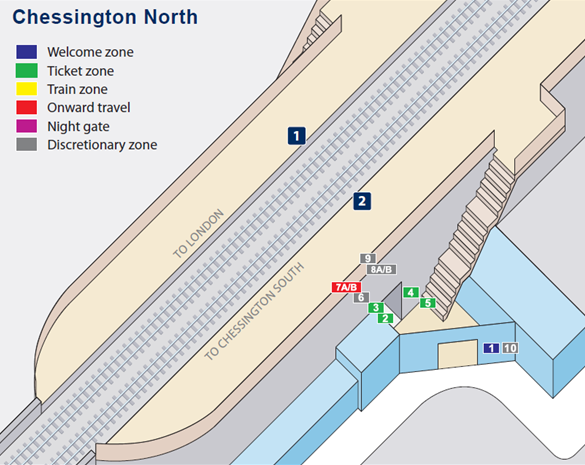 Chessington North
Welcome zone
Ticket zone
Train zone
Onward travel
Night gate
Discretionary zone
1
2
TO LONDON
TO CHESSINGTON SOUTH
9
8A/B
7A/B
6
4
5
3
2
1 10